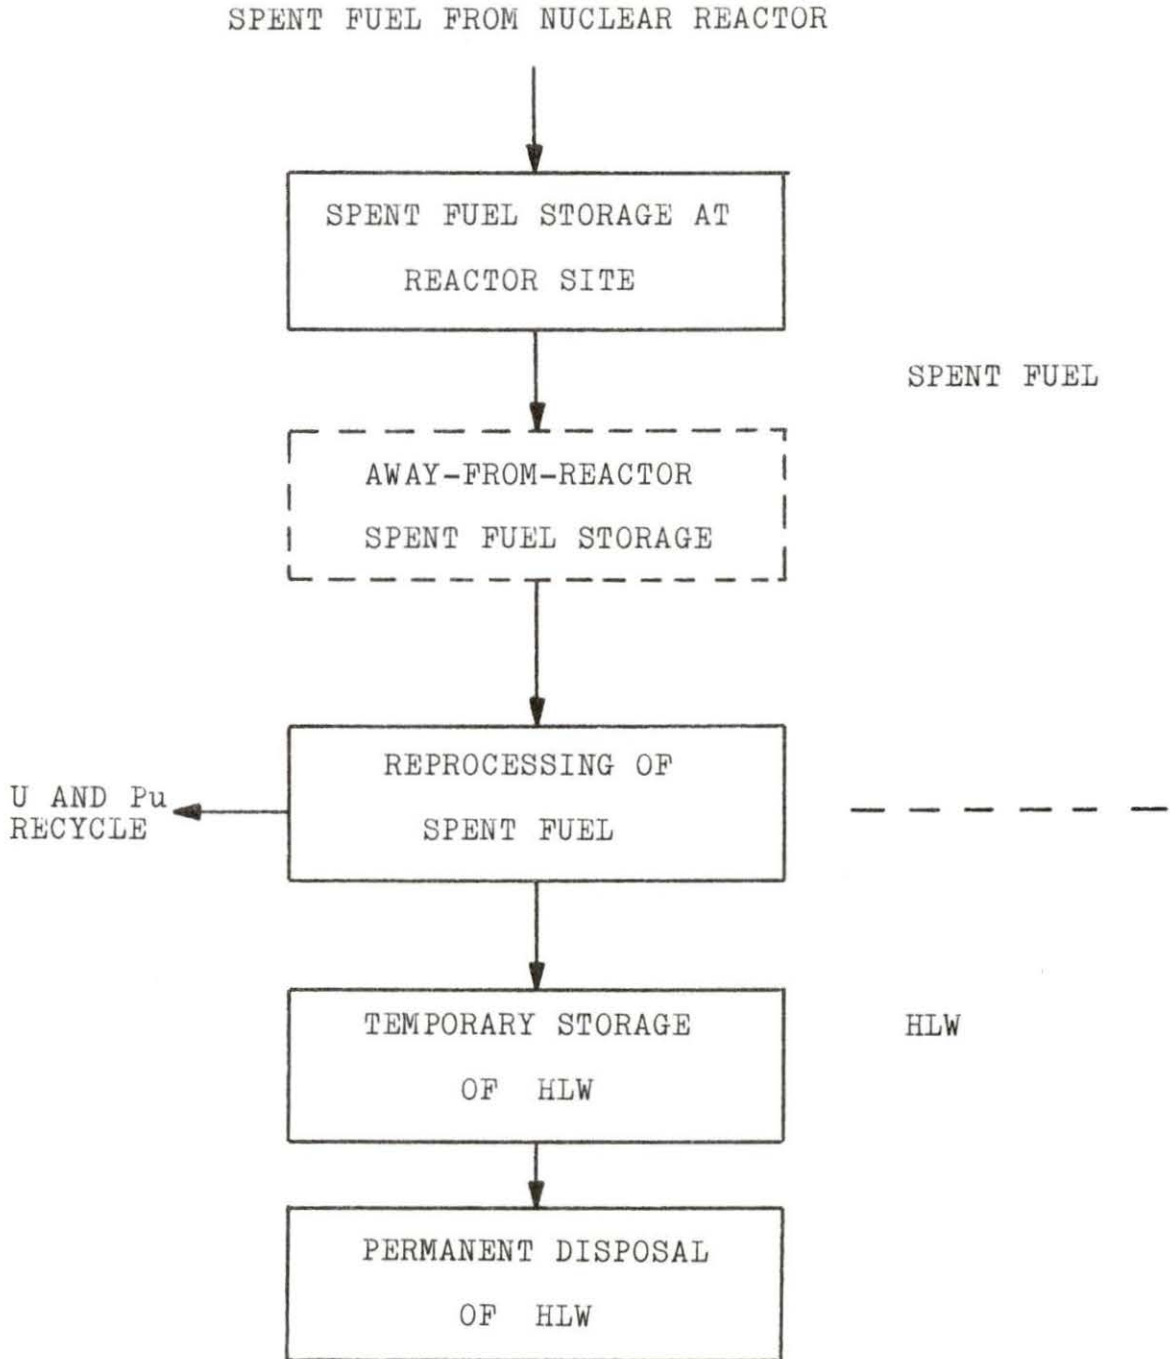 SPENT FUEL FROM NUCLEAR REACTOR
SPENT FUEL STORAGE AT
REACTOR SITE
SPENT FUEL
AWAY-FROM-REACTOR
SPENT FUEL STORAGE
REPROCESSING OF
SPENT FUEL
U AND Pu
RECYCLE
TEMPORARY STORAGE
OF HLW
HLW
PERMANENT DISPOSAL
OF HLW